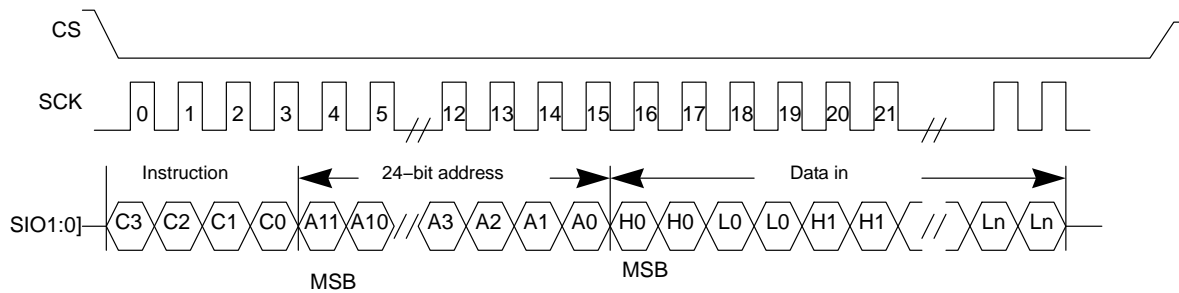 CS
SCK
0 1 2 3 4 5 12 13 14 15 16 17 18 19 20 21
Instruction 24−bit address Data in
SIO1:0] C3 C2 C1 C0 A11 A10 A3 A2 A1 A0 H0 H0 L0 L0 H1 H1 Ln Ln
MSB MSB